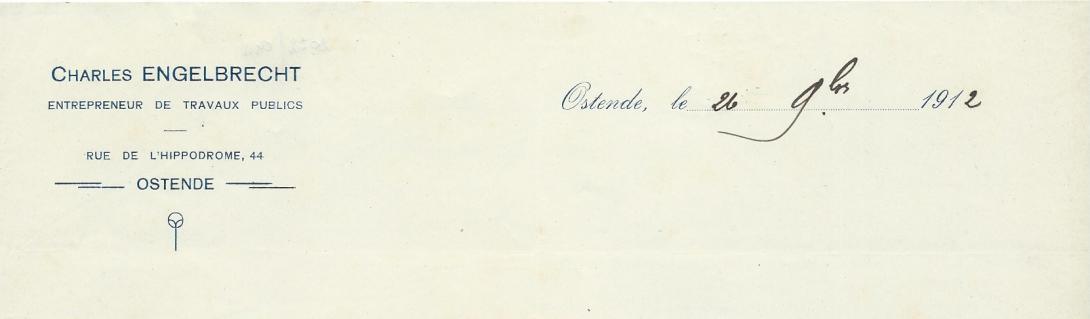 CHARLES ENGELBRECHT
ENTREPRENEUR DE TRAVAUX PUBLICS
RUE DE L'HIPPODROME, 44
OSTENDE
Ostende, le 26 9bre 1912